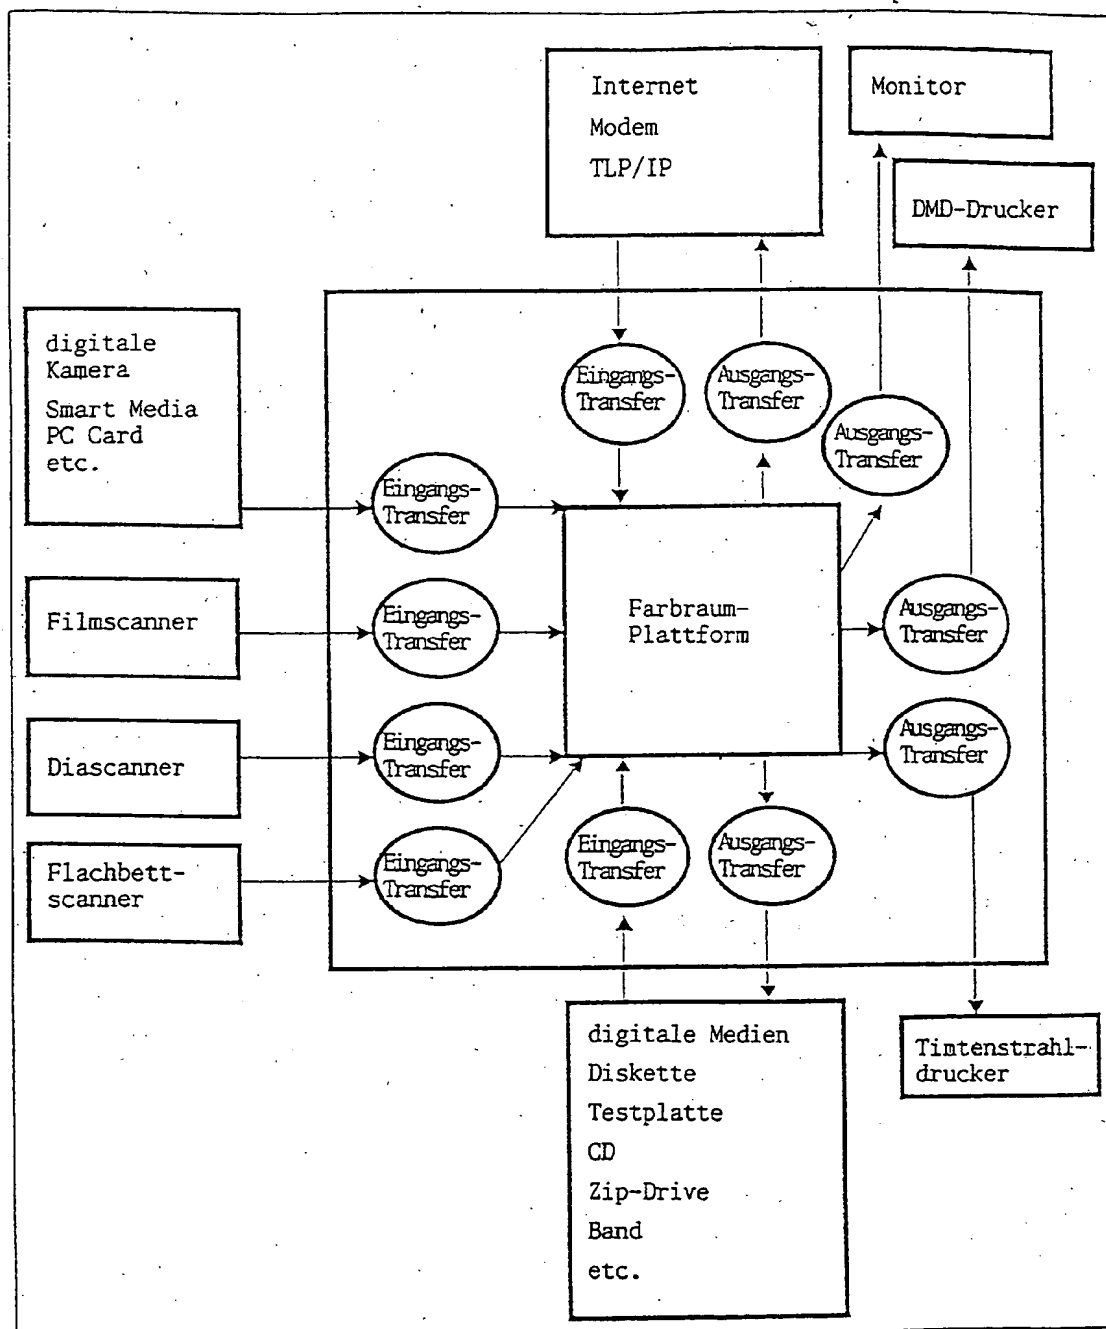 Internet
Modem
TLP/IP
Monitor
DMD-Drucker
digitale
Kamera
Smart Media
PC Card
etc.
Eingangs-
Transfer
Ausgangs-
Transfer
Ausgangs-
Transfer
Eingangs-
Transfer
Filmscanner
Eingangs-
Transfer
Farbraum-
Plattform
Ausgangs-
Transfer
Diascanner
Eingangs-
Transfer
Ausgangs-
Transfer
Flachbett-
scanner
Eingangs-
Transfer
Eingangs-
Transfer
Ausgangs-
Transfer
digitale Medien
Diskette
Testplatte
CD
Zip-Drive
Band
etc.
Timtenstrahl-
drucker